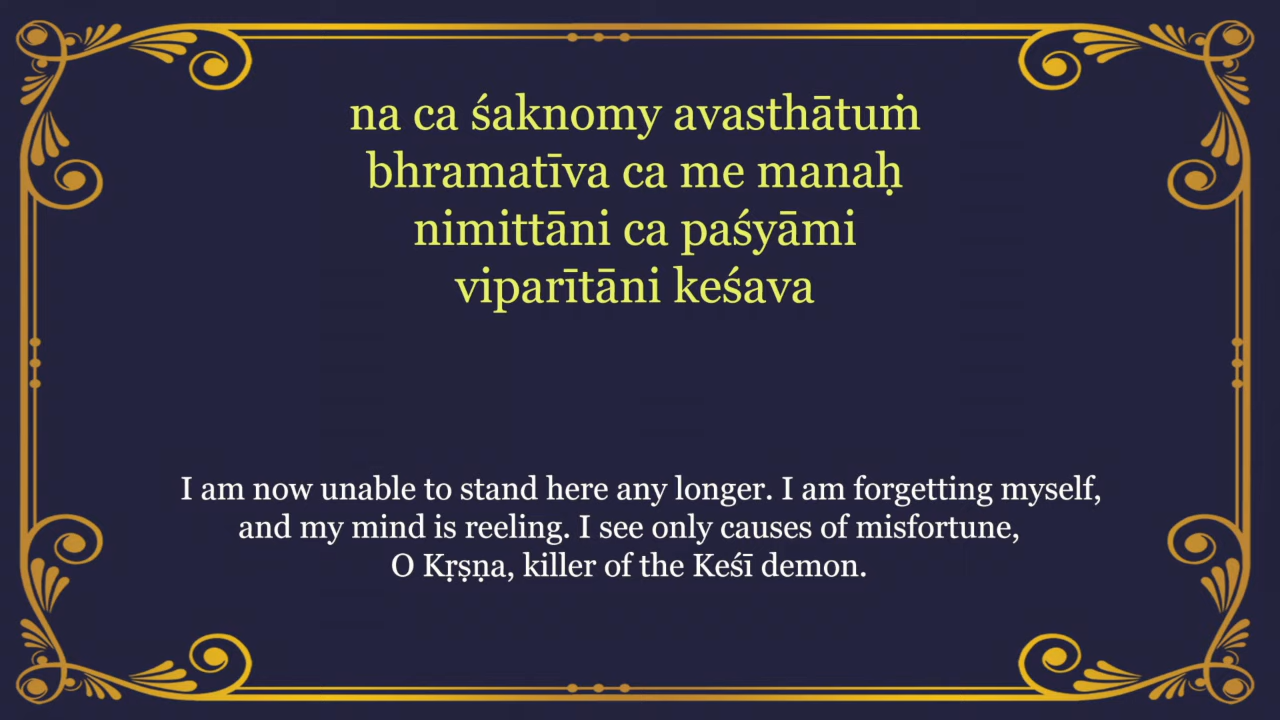 na ca śaknomy avasthātuṁ
bhramatīva ca me manaḥ
nimittāni ca paśyāmi
viparītāni keśava
I am now unable to stand here any longer. I am forgetting myself,
and my mind is reeling. I see only causes of misfortune,
O Kṛṣṇa, killer of the Keśī demon.